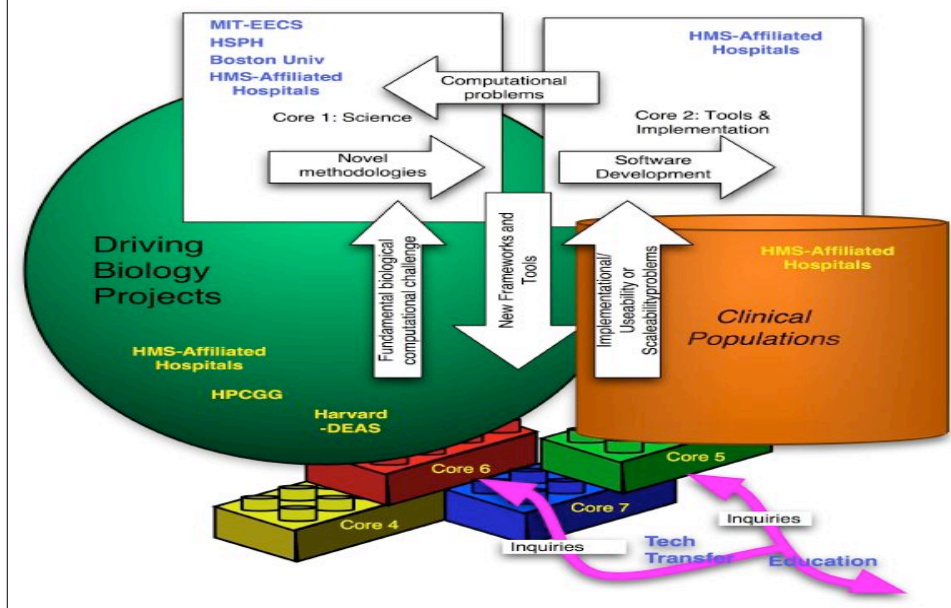 MIT-EECS
HSPH
Boston Univ
HMS-Affiliated
Hospitals
HMS-Affiliated
Hospitals
Computational
problems
Core 1: Science
Core 2: Tools &
Implementation
Novel
methodologies
Software
Development
Driving
Biology
Projects
Fundamental biological
computational challenge
New Frameworks and
Tools
Implementational/
Useability or
Scaleabilityproblems
HMS-Affiliated
Hospitals
Clinical
Populations
HMS-Affiliated
Hospitals
HPCGG
Harvard
-DEAS
Core 6
Core 5
Core 4
Core 7
Inquiries
Inquiries
Tech
Transfer
Education